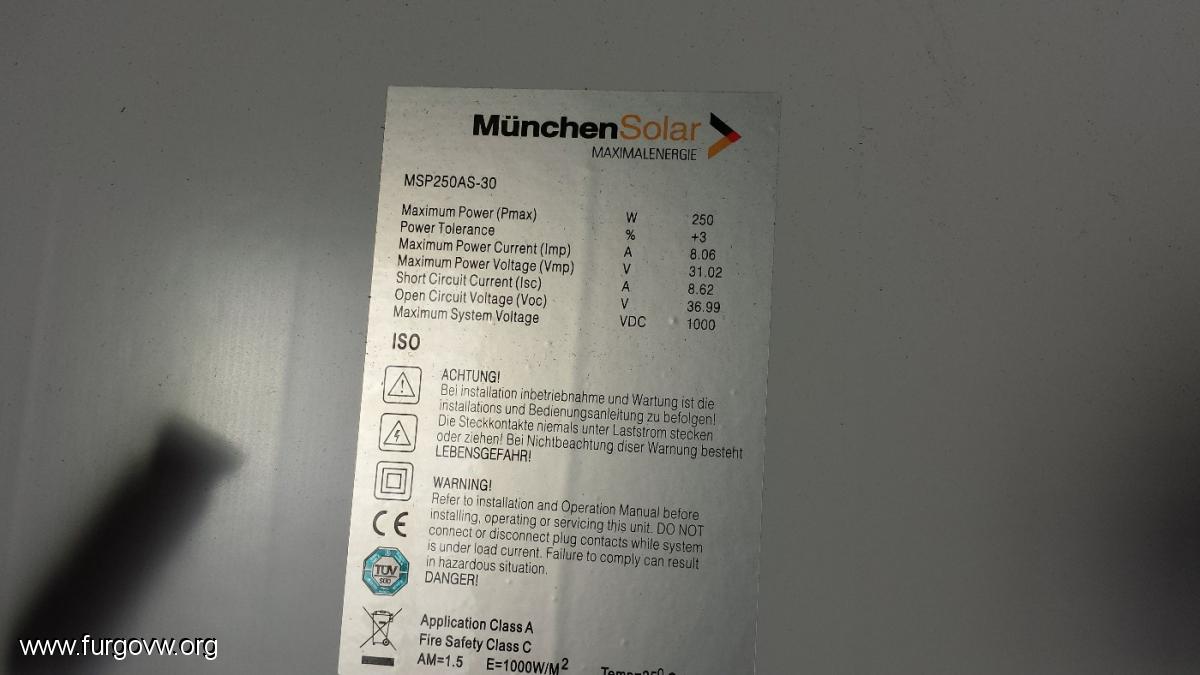 MünchenSolar
MAXIMALENERGIE
MSP250AS-30
Maximum Power (Pmax) W 250
Power Tolerance % +3
Maximum Power Current (Imp) A 8.06
Maximum Power Voltage (Vmp) V 31.02
Short Circuit Current (Isc) A 8.62
Open Circuit Voltage (Voc) V 36.99
Maximum System Voltage VDC 1000
ISO
ACHTUNG!
Bei installation inbetriebnahme und Wartung ist die
installations und Bedienungsanleitung zu befolgen!
Die Steckkontakte niemals unter Laststrom stecken
oder ziehen! Bei Nichtbeachtung diser Warnung besteht
LEBENSGEFAHR!
WARNING!
Refer to installation and Operation Manual before
installing, operating or servicing this unit. DO NOT
connect or disconnect plug contacts while system
is under load current. Failure to comply can result
in hazardous situation.
DANGER!
CE
TÜV
SÜD
Application Class A
Fire Safety Class C
AM=1.5 E=1000W/M²
www.furgovw.org